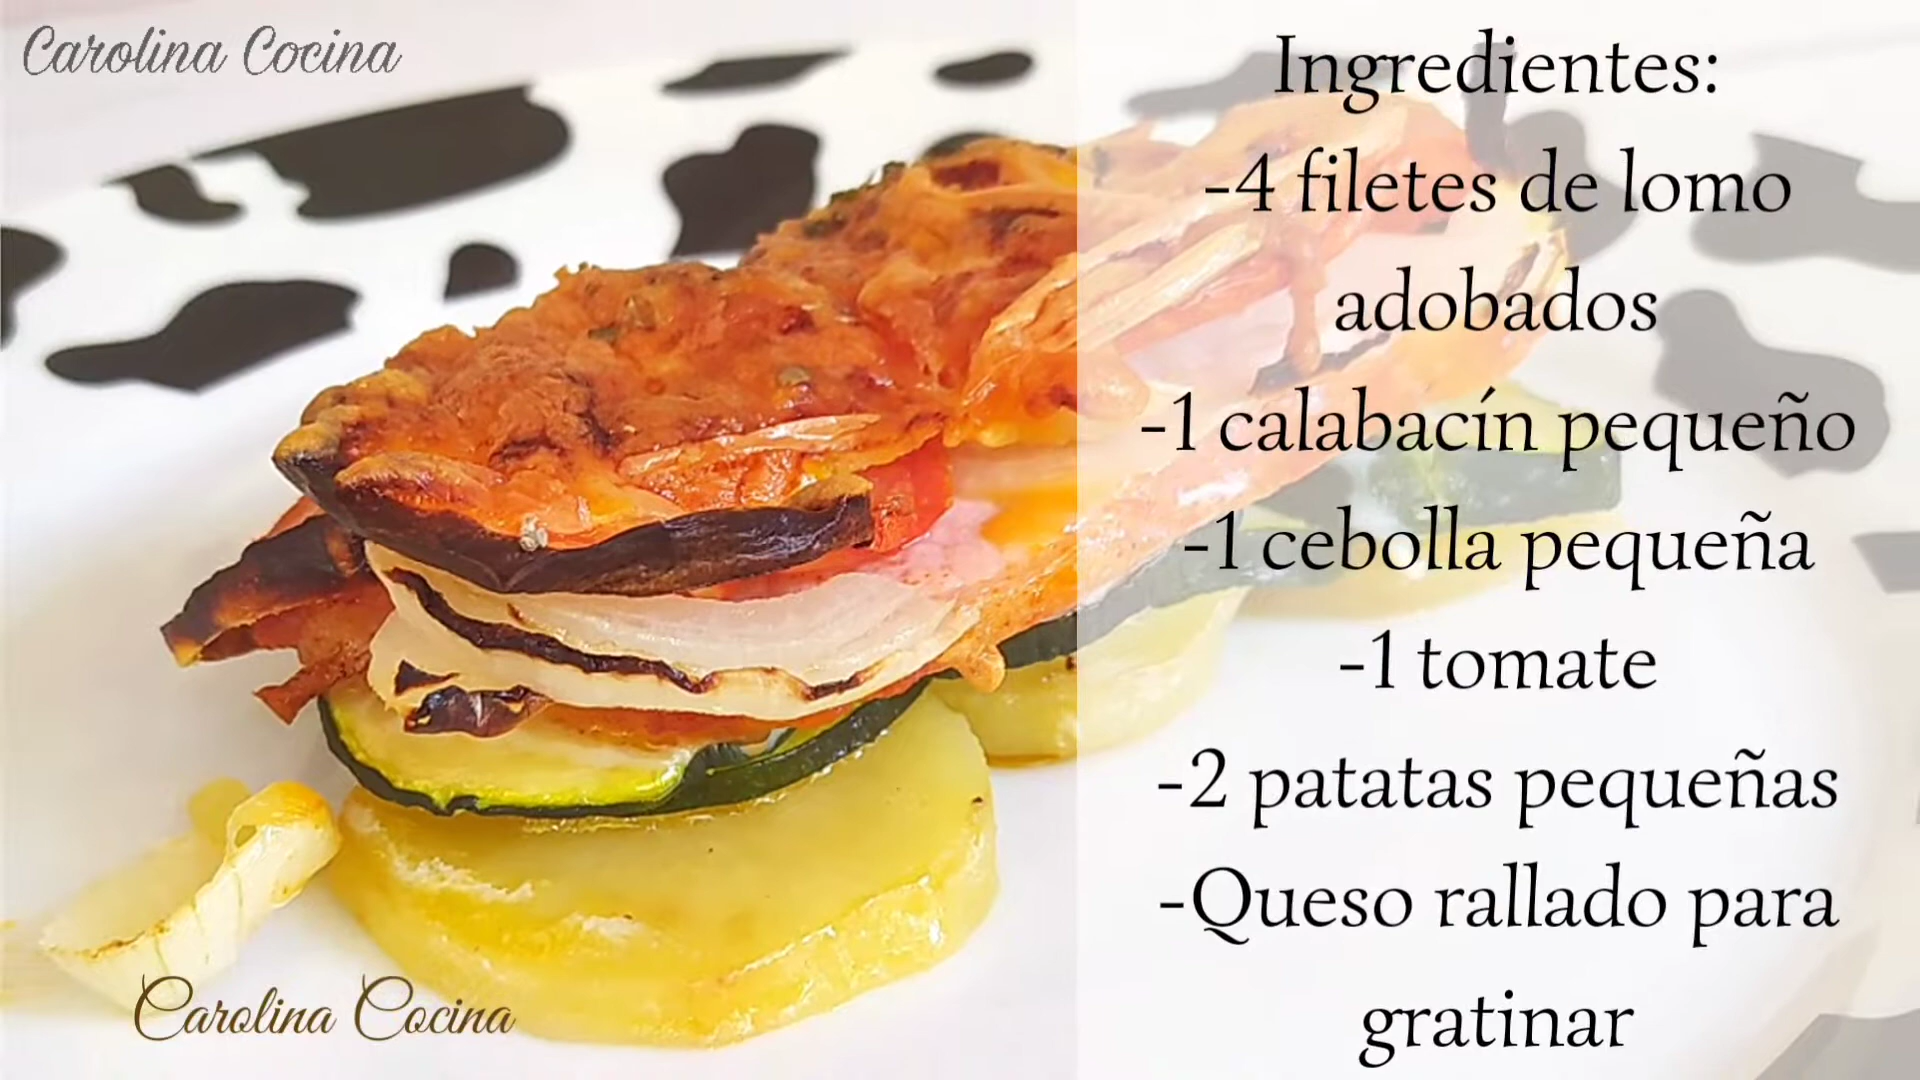 Carolina Cocina
Ingredientes:
-4 filetes de lomo
adobados
-1 calabacín pequeño
-1 cebolla pequeña
-1 tomate
-2 patatas pequeñas
-Queso rallado para
gratinar
Carolina Cocina